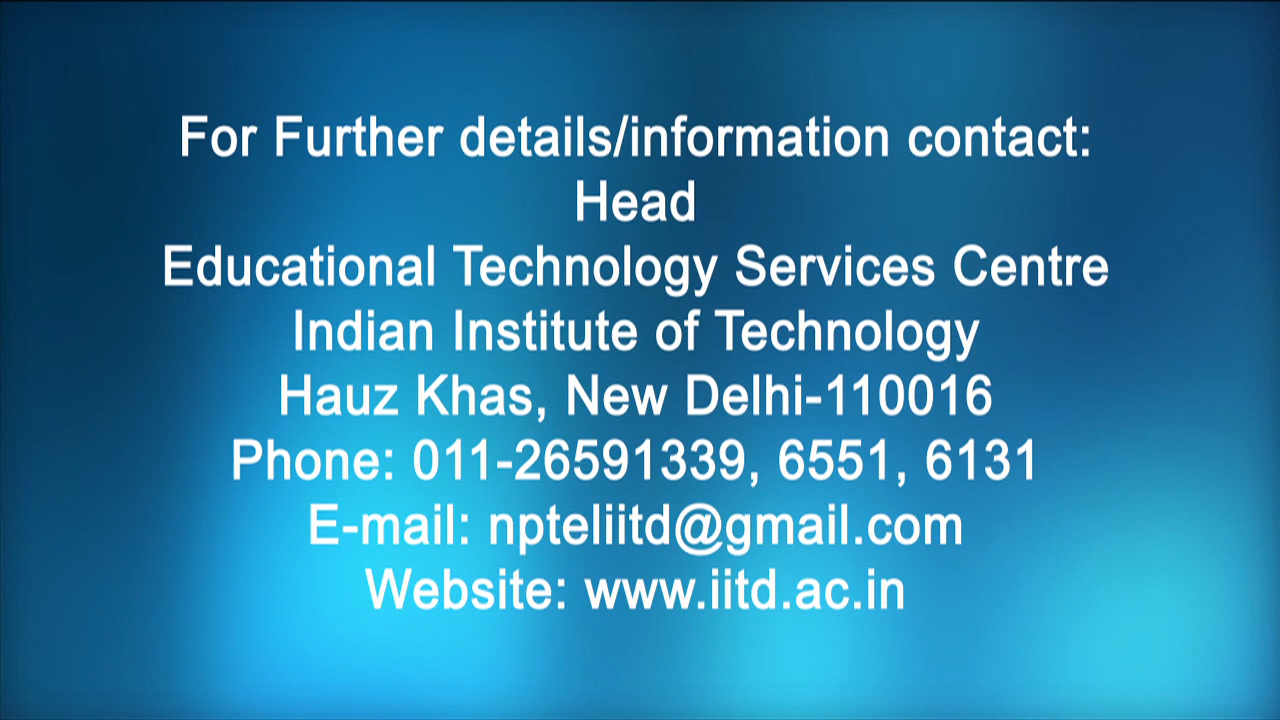 For Further details/information contact:
Head
Educational Technology Services Centre
Indian Institute of Technology
Hauz Khas, New Delhi-110016
Phone: 011-26591339, 6551, 6131
E-mail: npteliitd@gmail.com
Website: www.iitd.ac.in